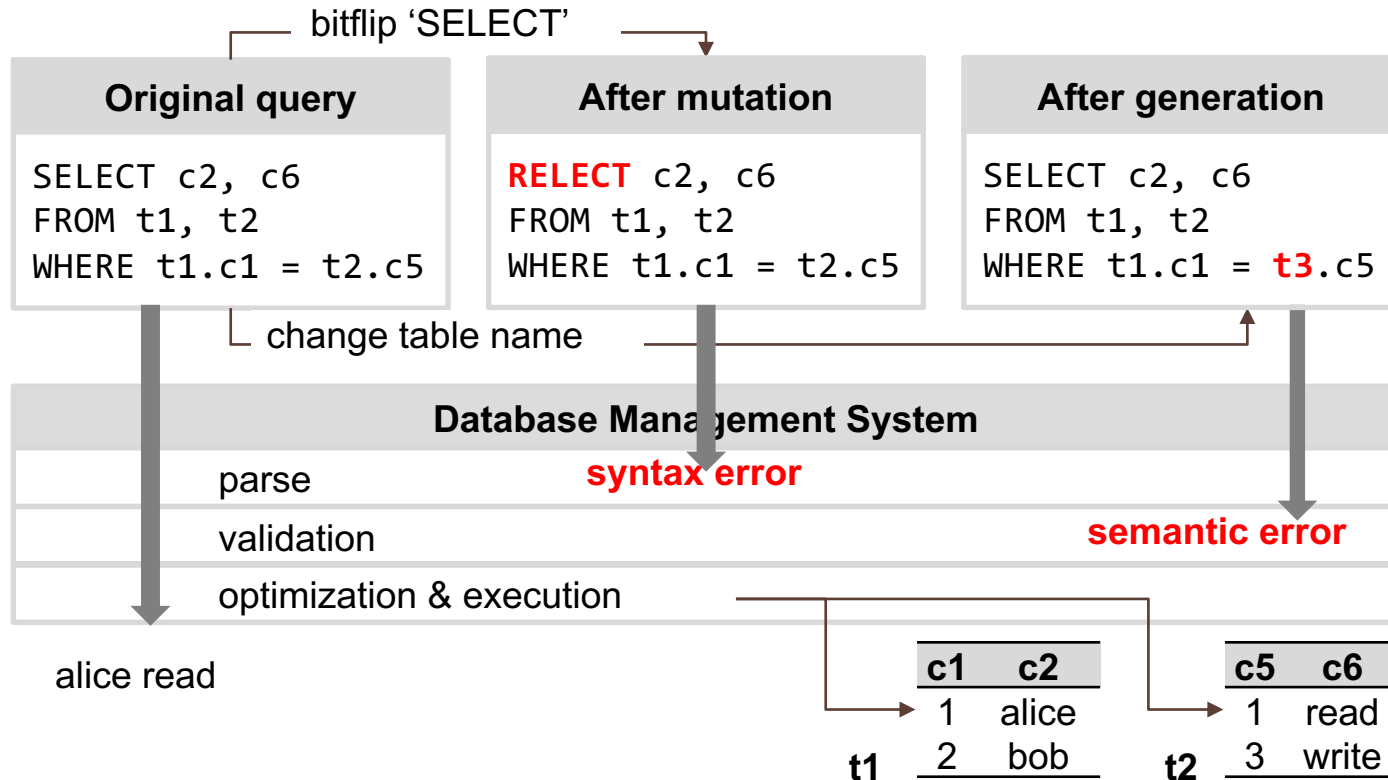 bitflip ‘SELECT’
Original query
SELECT c2, c6
FROM t1, t2
WHERE t1.c1 = t2.c5
After mutation
RELECT c2, c6
FROM t1, t2
WHERE t1.c1 = t2.c5
After generation
SELECT c2, c6
FROM t1, t2
WHERE t1.c1 = t3.c5
change table name
Database Management System
parse
syntax error
validation
semantic error
optimization & execution
alice read
c1 c2
1 alice
2 bob
t1
c5 c6
1 read
3 write
t2